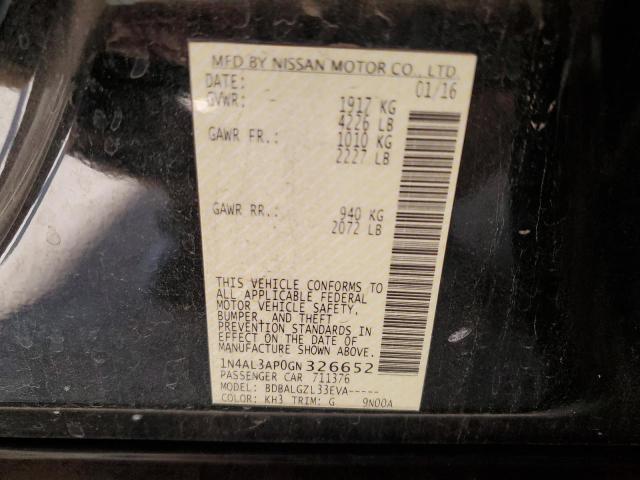 MFD BY NISSAN MOTOR CO., LTD.
DATE: 01/16
GVWR: 1917 KG
4226 LB
GAWR FR.: 1010 KG
2227 LB
GAWR RR.: 940 KG
2072 LB
THIS VEHICLE CONFORMS TO
ALL APPLICABLE FEDERAL
MOTOR VEHICLE SAFETY,
BUMPER, AND THEFT
PREVENTION STANDARDS IN
EFFECT ON THE DATE OF
MANUFACTURE SHOWN ABOVE.
1N4AL3AP0GN326652
PASSENGER CAR 711376
MODEL: BDBALGZL33EVA-----
COLOR: KH3 TRIM: G 9N00A